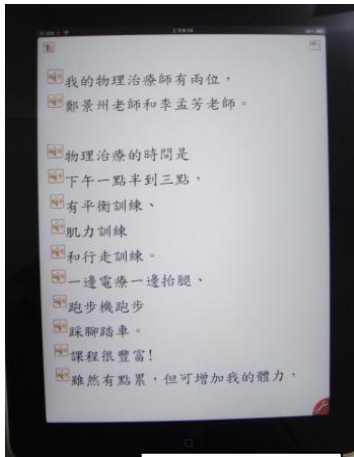 我的物理治療師有兩位，
鄭景州老師和李孟芳老師。
物理治療的時間是
下午一點半到三點，
有平衡訓練、
肌力訓練
和行走訓練。
一邊電療一邊抬腿、
跑步機跑步
踩腳踏車。
課程很豐富!
雖然有點累，但可增加我的體力，